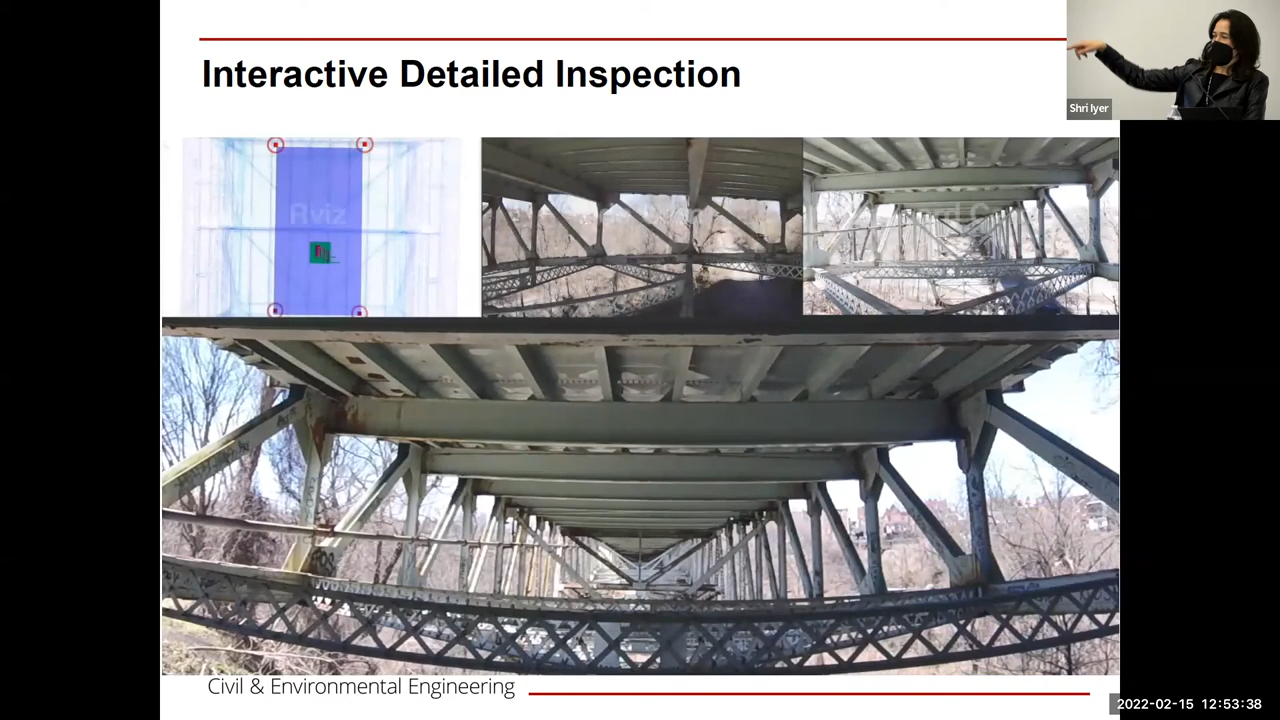 Interactive Detailed Inspection
Shri Iyer
Rviz
Civil & Environmental Engineering
2022-02-15 12:53:38